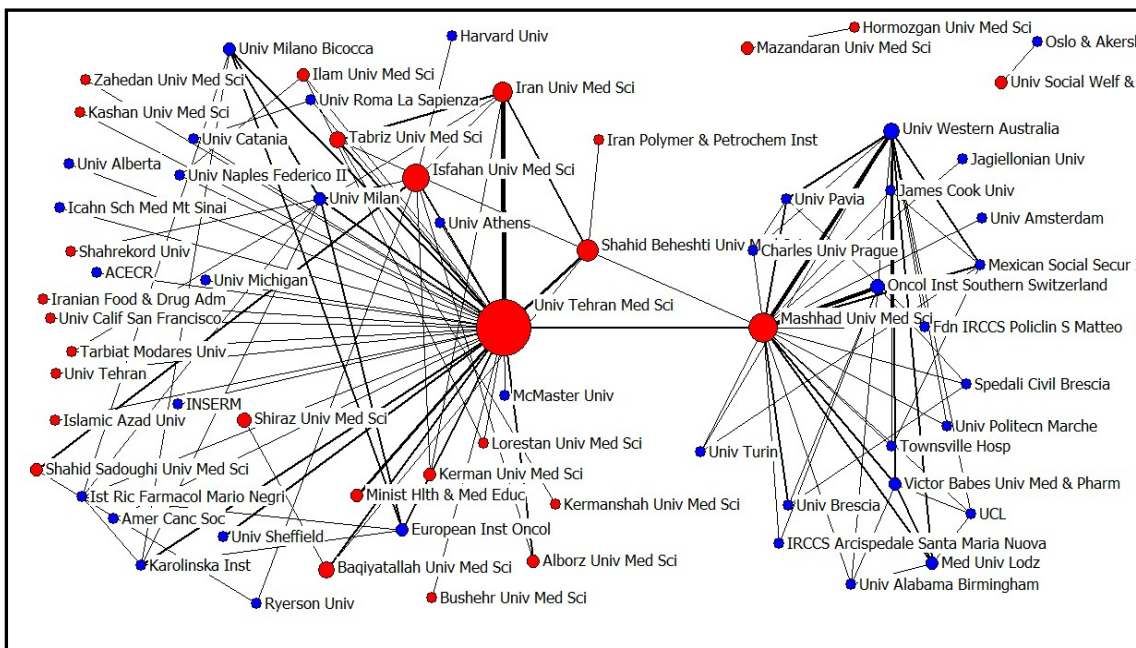 Hormozgan Univ Med Sci
Harvard Univ
Oslo & Akersh
Univ Milano Bicocca
Mazandaran Univ Med Sci
Ilam Univ Med Sci
Zahedan Univ Med Sci
Univ Social Welf &
Iran Univ Med Sci
Univ Roma La Sapienza
Kashan Univ Med Sci
Univ Western Australia
Univ Catania
Tabriz Univ Med Sci
Iran Polymer & Petrochem Inst
Jagiellonian Univ
Univ Alberta
Univ Naples Federico II
Isfahan Univ Med Sci
James Cook Univ
Univ Milan
Univ Pavia
Icahn Sch Med Mt Sinai
Univ Amsterdam
Univ Athens
Shahrekord Univ
Shahid Beheshti Univ
Charles Univ Prague
Mexican Social Secur
ACECR
Univ Michigan
Oncol Inst Southern Switzerland
Iranian Food & Drug Adm
Univ Tehran Med Sci
Univ Calif San Francisco
Mashhad Univ Med Sci
Fdn IRCCS Policlin S Matteo
Tarbiat Modares Univ
Univ Tehran
Spedali Civil Brescia
McMaster Univ
INSERM
Islamic Azad Univ
Shiraz Univ Med Sci
Univ Politecn Marche
Lorestan Univ Med Sci
Townsville Hosp
Univ Turin
Shahid Sadoughi Univ Med Sci
Kerman Univ Med Sci
Victor Babes Univ Med & Pharm
Ist Ric Farmacol Mario Negri
Minist Hlth & Med Educ
Kermanshah Univ Med Sci
Univ Brescia
UCL
Amer Canc Soc
European Inst Oncol
Univ Sheffield
IRCCS Arcispedale Santa Maria Nuova
Karolinska Inst
Baqiyatallah Univ Med Sci
Alborz Univ Med Sci
Med Univ Lodz
Univ Alabama Birmingham
Ryerson Univ
Bushehr Univ Med Sci